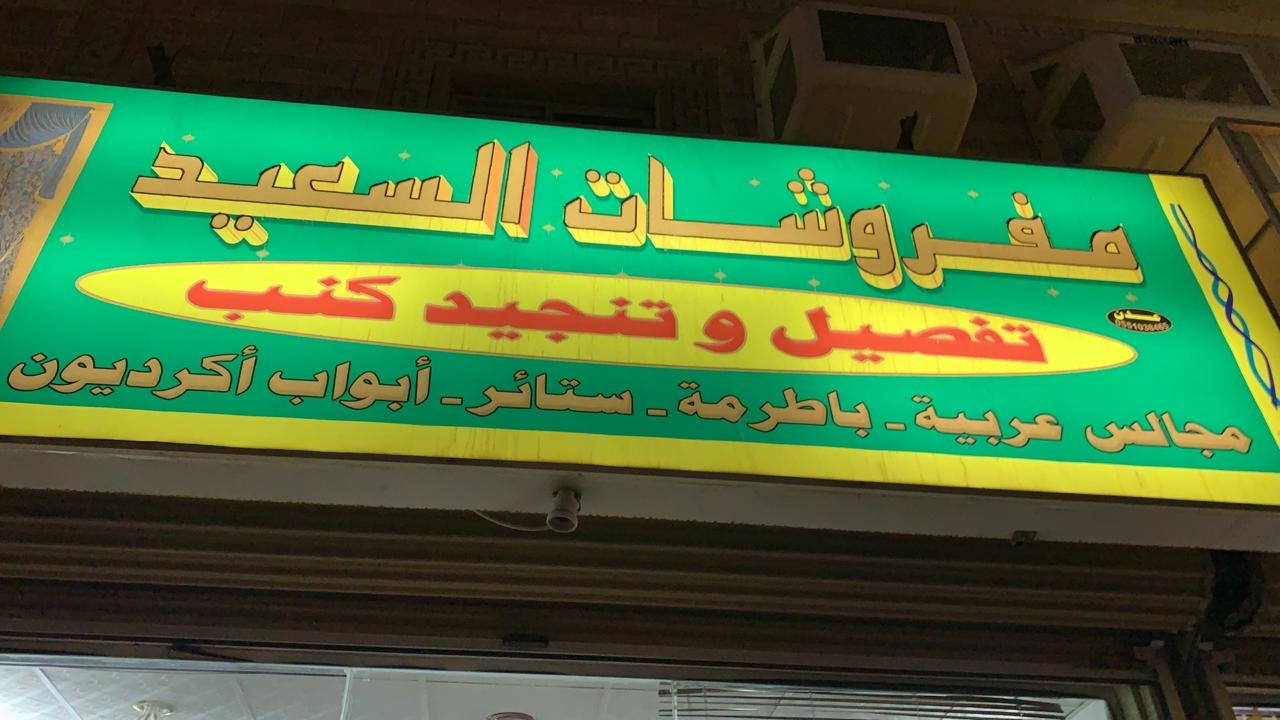 مفروشات السعيد
تفصيل و تنجيد كنب
مجالس عربية - باطرمة - ستائر - أبواب أكرديون